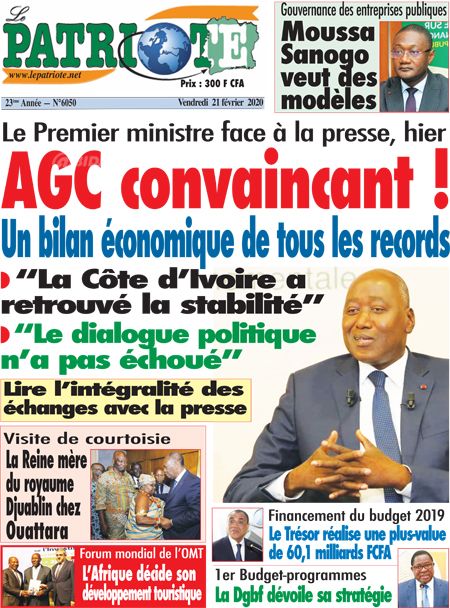 Le
PATRIOTE
www.lepatriote.net
Prix : 300 F CFA
23ème Année – N°6050
Vendredi 21 février 2020
Gouvernance des entreprises publiques
Moussa
Sanogo
veut des
modèles
Le Premier ministre face à la presse, hier
AGC convaincant !
Un bilan économique de tous les records
“La Côte d’Ivoire a
retrouvé la stabilité”
“Le dialogue politique
n’a pas échoué”
Lire l’intégralité des
échanges avec la presse
Visite de courtoisie
La Reine mère
du royaume
Djuablin chez
Ouattara
Forum mondial de l’OMT
L’Afrique décide son
développement touristique
Financement du budget 2019
Le Trésor réalise une plus-value
de 60,1 milliards FCFA
1er Budget-programmes
La Dgbf dévoile sa stratégie